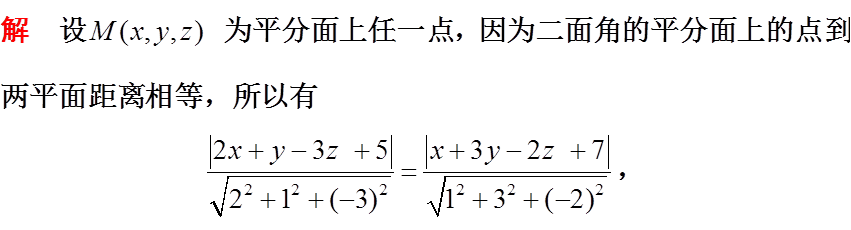 解 设M(x,y,z) 为平分面上任一点，因为二面角的平分面上的点到
两平面距离相等，所以有
|2x+y−3z +5|/√(2²+1²+(−3)²) = |x+3y−2z +7|/√(1²+3²+(−2)²)，